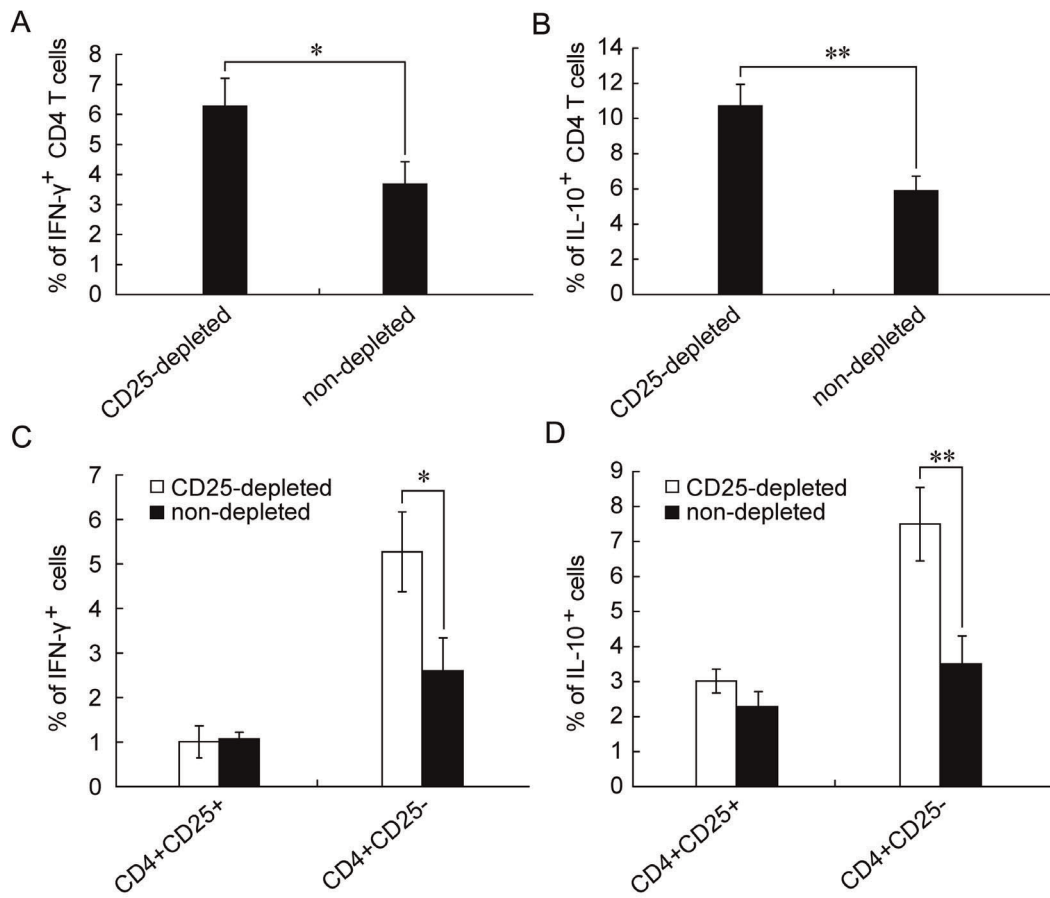 A
% of IFN-γ+ CD4 T cells
8
7
6
5
4
3
2
1
0
*
CD25-depleted
non-depleted
B
% of IL-10+ CD4 T cells
14
12
10
8
6
4
2
0
**
CD25-depleted
non-depleted
C
% of IFN-γ+ cells
7
6
5
4
3
2
1
0
CD25-depleted
non-depleted
*
CD4+CD25+
CD4+CD25-
D
% of IL-10+ cells
9
8
7
6
5
4
3
2
1
0
CD25-depleted
non-depleted
**
CD4+CD25+
CD4+CD25-